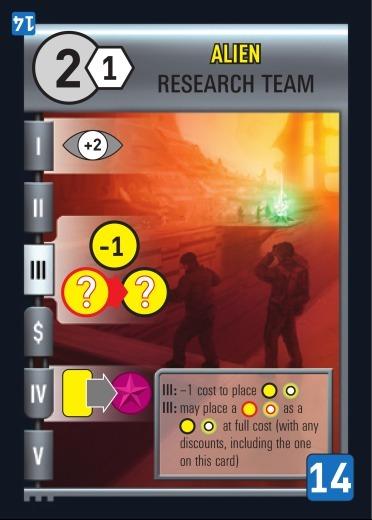 14
2 1
ALIEN
RESEARCH TEAM
I
+2
II
-1
III
? ?
$
IV
V
III: -1 cost to place
III: may place a as a
at full cost (with any
discounts, including the one
on this card)
14